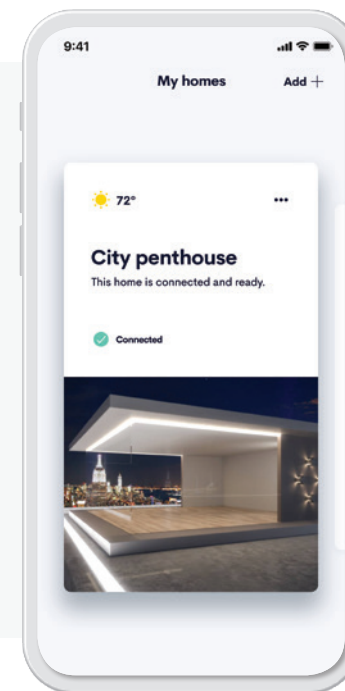 9:41
My homes
Add +
72°
City penthouse
This home is connected and ready.
Connected